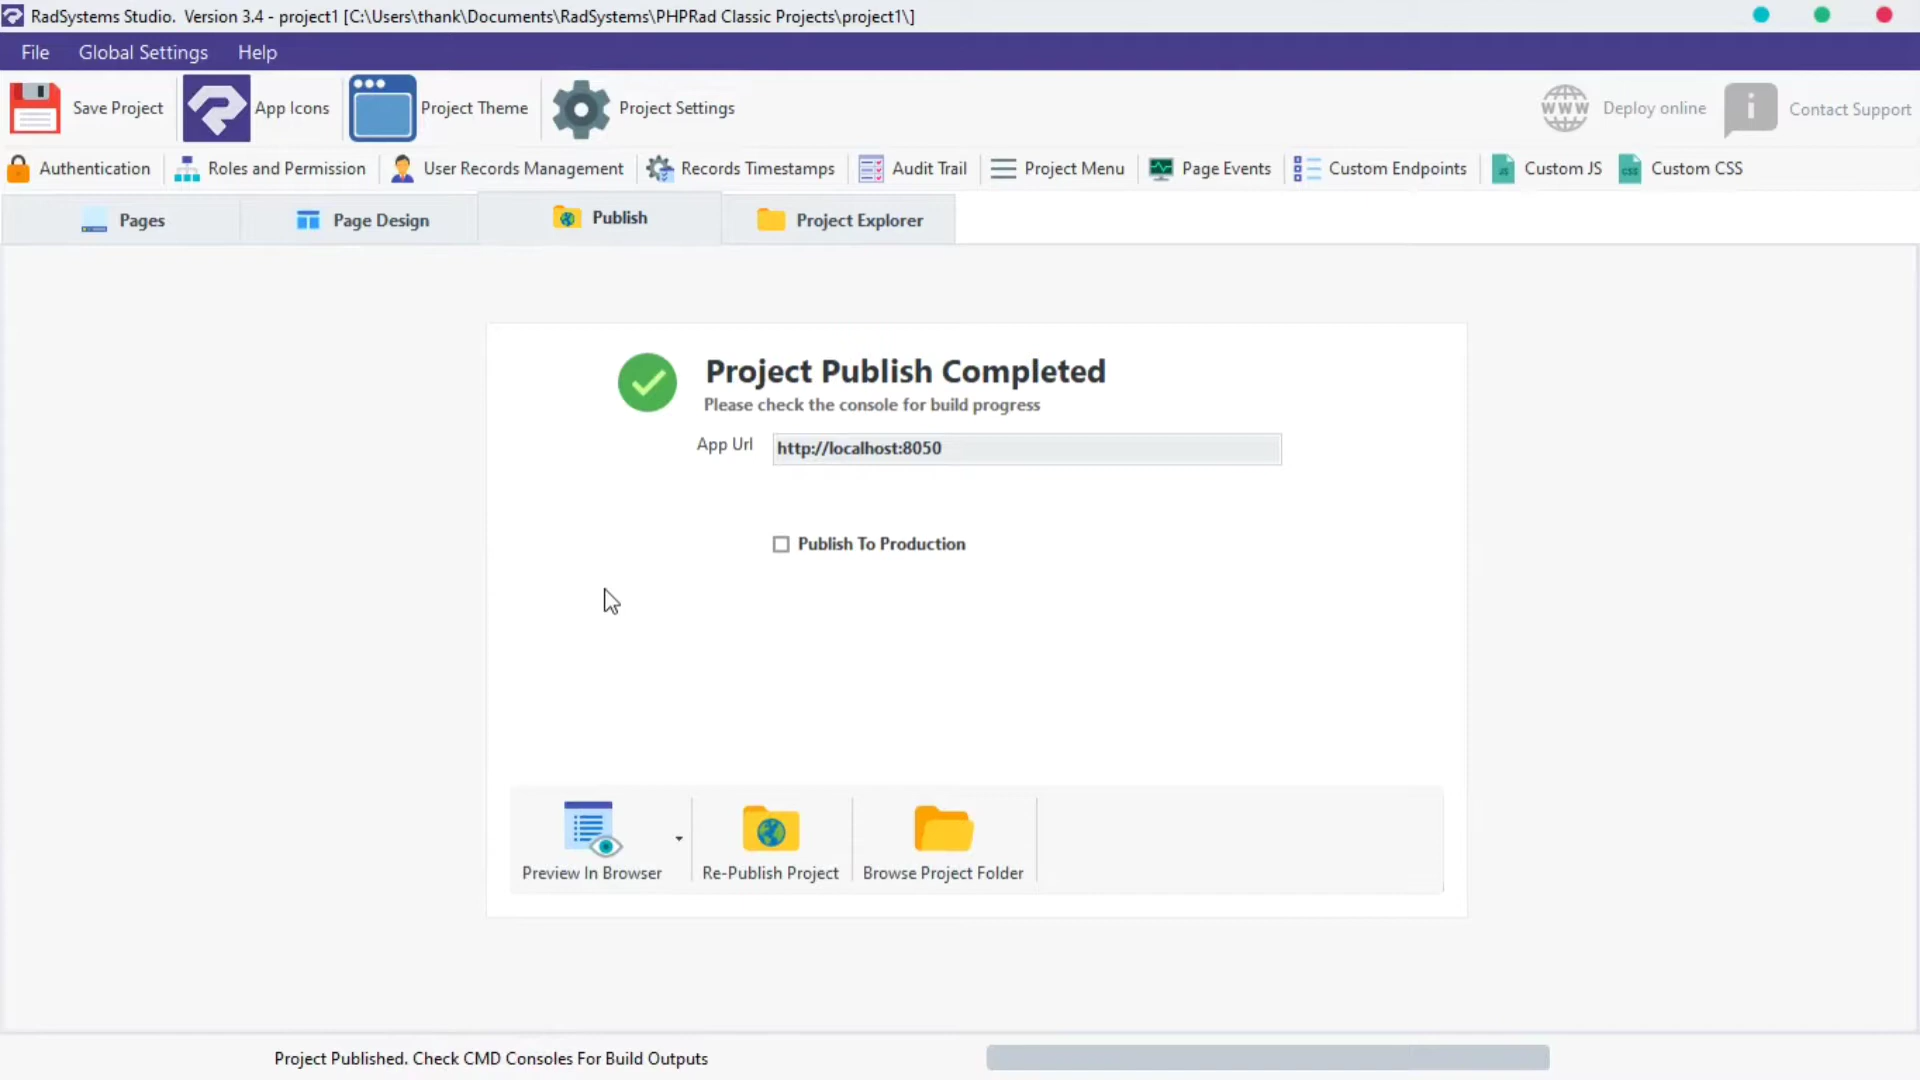 RadSystems Studio. Version 3.4 - project1 [C:\Users\thank\Documents\RadSystems\PHPRad Classic Projects\project1\]
File Global Settings Help
Save Project App Icons Project Theme Project Settings WWW Deploy online Contact Support
Authentication Roles and Permission User Records Management Records Timestamps Audit Trail Project Menu Page Events Custom Endpoints JS Custom JS CSS Custom CSS
Pages Page Design Publish Project Explorer
Project Publish Completed
Please check the console for build progress
App Url http://localhost:8050
Publish To Production
Preview In Browser Re-Publish Project Browse Project Folder
Project Published. Check CMD Consoles For Build Outputs